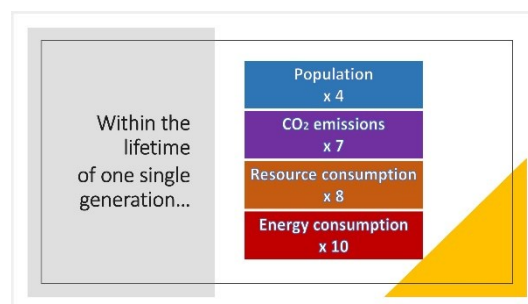 Within the
lifetime
of one single
generation...
Population
x 4
CO₂ emissions
x 7
Resource consumption
x 8
Energy consumption
x 10